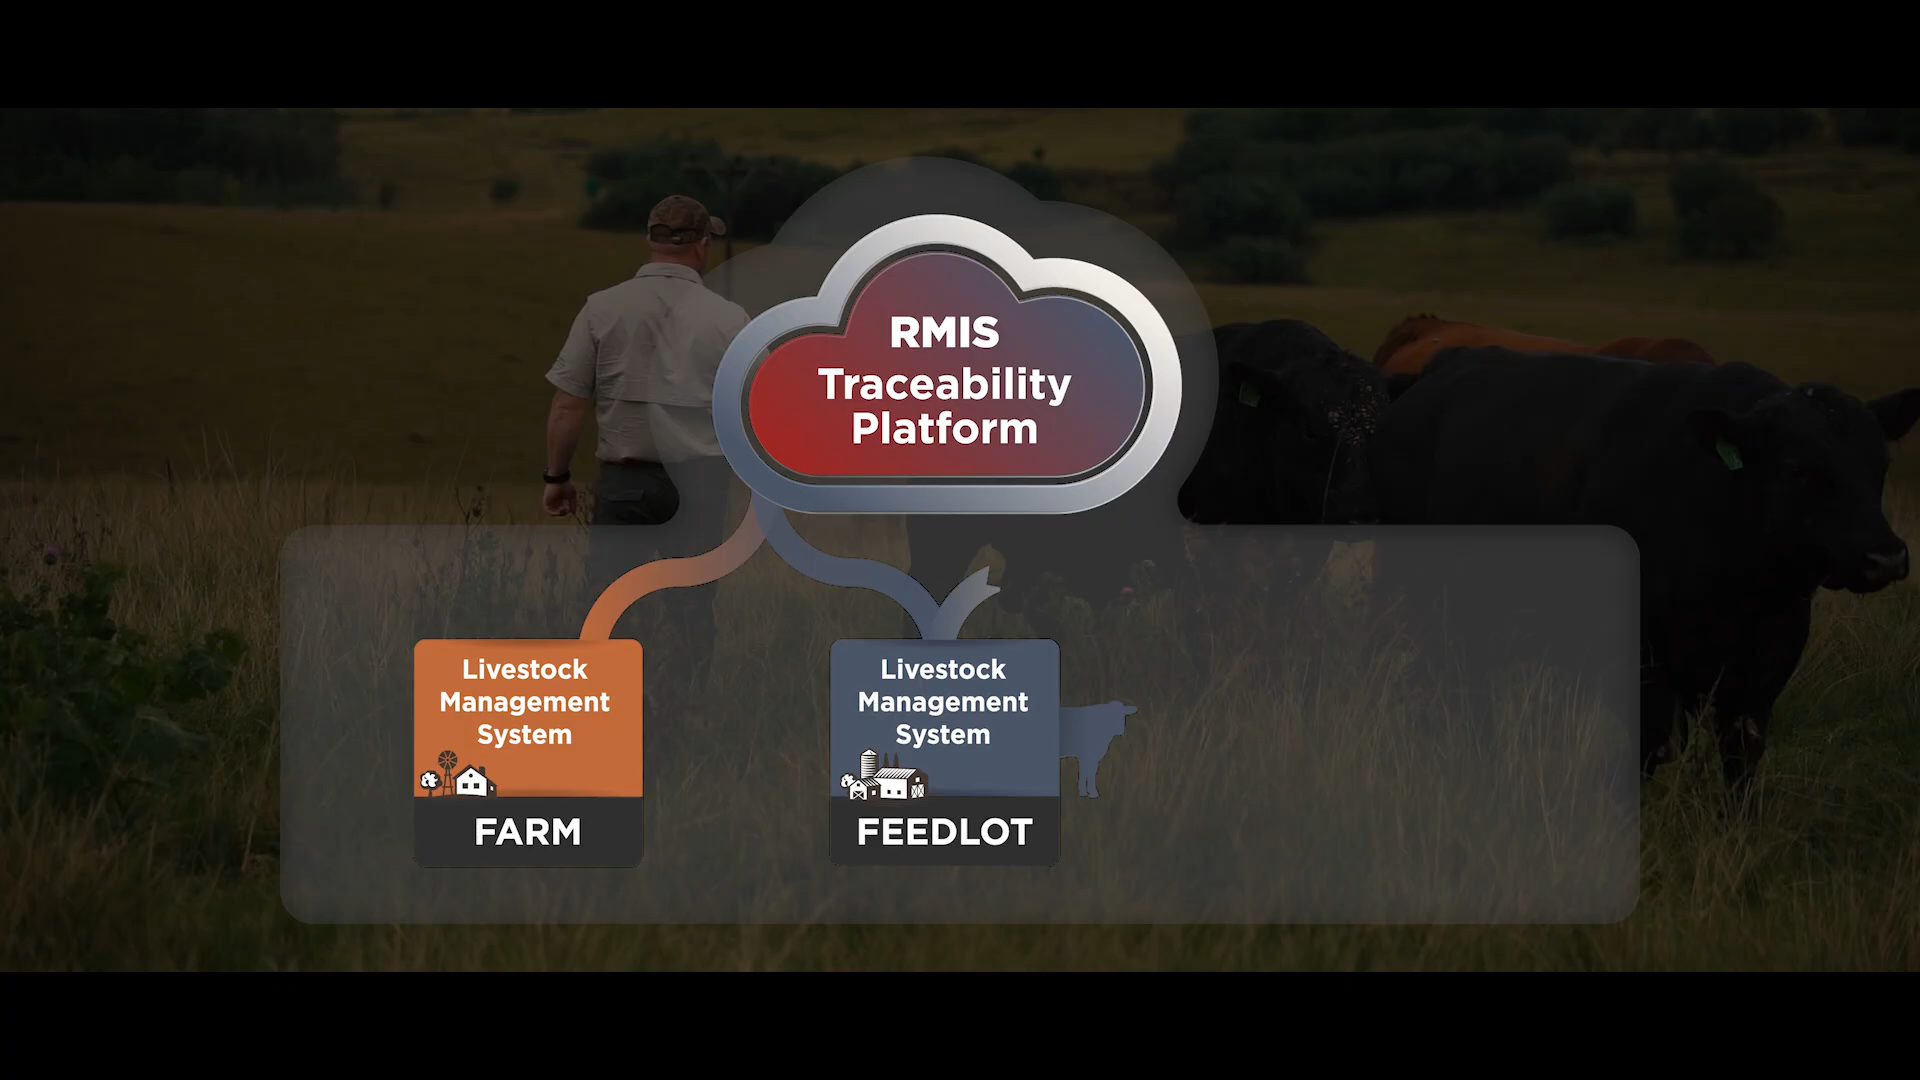 RMIS
Traceability
Platform
Livestock
Management
System
FARM
Livestock
Management
System
FEEDLOT